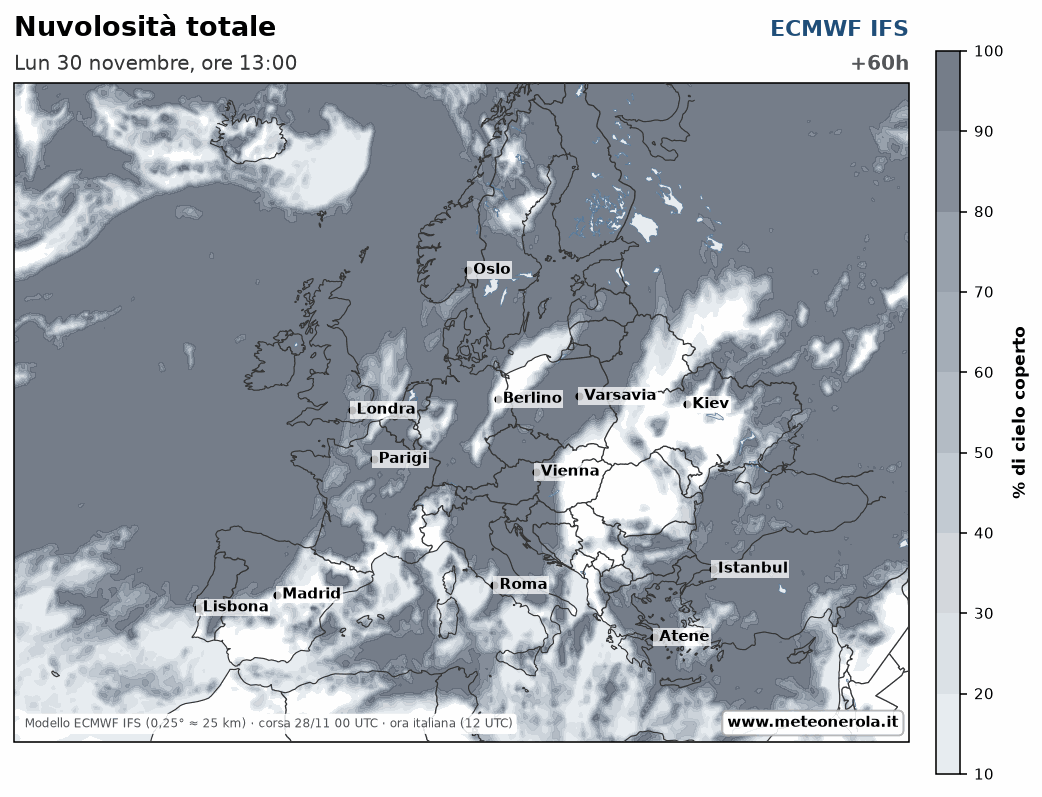 Nuvolosità totale
ECMWF IFS
Lun 30 novembre, ore 13:00
+60h
100
90
80
70
60
50
40
30
20
10
% di cielo coperto
Oslo
Berlino
Varsavia
Kiev
Londra
Parigi
Vienna
Istanbul
Roma
Madrid
Lisbona
Atene
Modello ECMWF IFS (0,25° ≈ 25 km) · corsa 28/11 00 UTC · ora italiana (12 UTC)
www.meteonerola.it